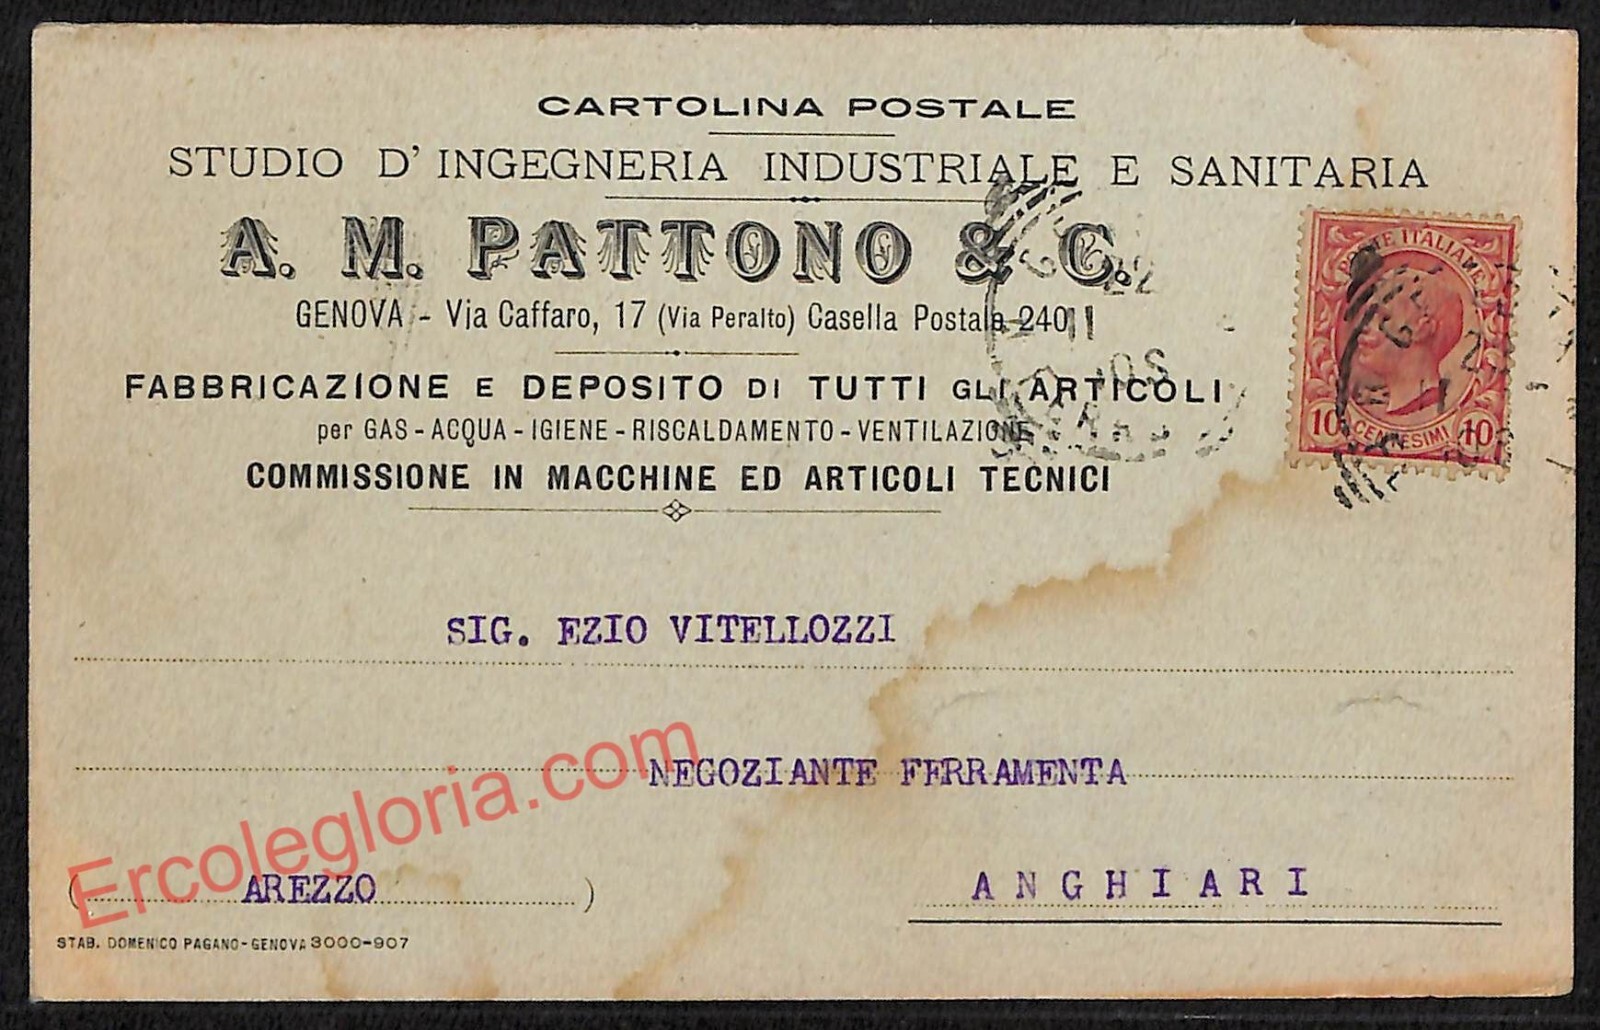 CARTOLINA POSTALE
STUDIO D' INGEGNERIA INDUSTRIALE E SANITARIA
A. M. PATTONO & C.
GENOVA - Via Caffaro, 17 (Via Peralto) Casella Postale 240
FABBRICAZIONE E DEPOSITO DI TUTTI GLI ARTICOLI
per GAS - ACQUA - IGIENE - RISCALDAMENTO - VENTILAZIONE
COMMISSIONE IN MACCHINE ED ARTICOLI TECNICI
POSTE ITALIANE
10 CENTESIMI 10
SIG. EZIO VITELLOZZI
NEGOZIANTE FERRAMENTA
ANGHIARI
( AREZZO )
STAB. DOMENICO PAGANO - GENOVA 3000-907
Ercolegloria.com